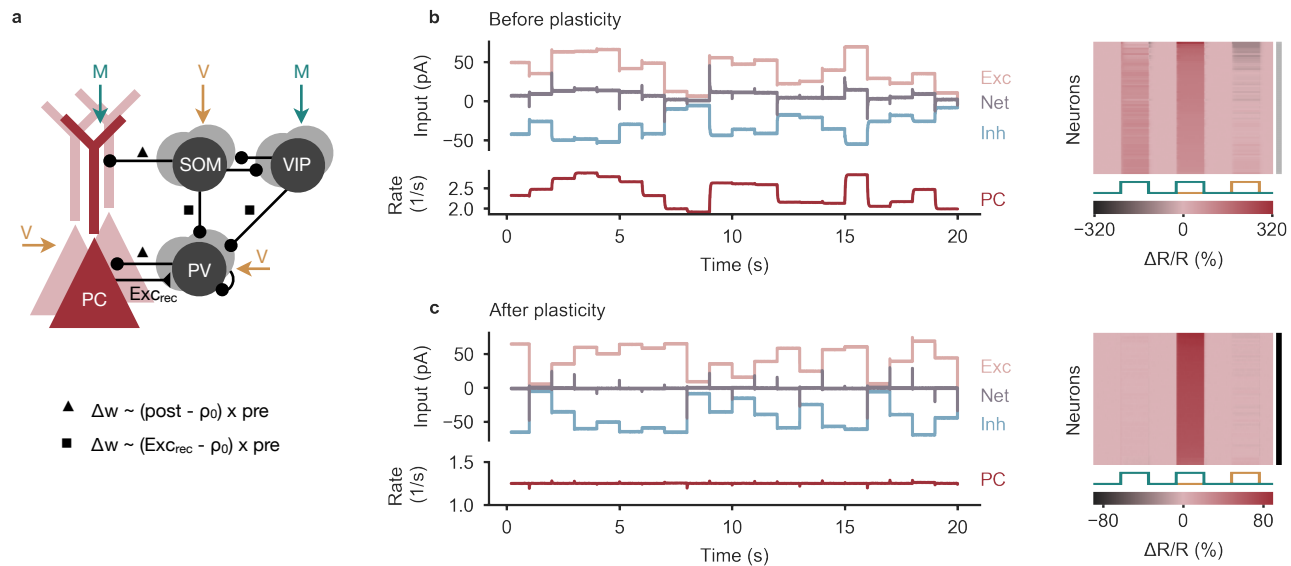 a
M
V
M
SOM
VIP
V
V
PV
PC
Exc_rec
▲ Δw ~ (post - ρ₀) x pre
■ Δw ~ (Exc_rec - ρ₀) x pre
b
Before plasticity
Input (pA)
50
0
−50
Exc
Net
Inh
Rate
(1/s)
2.5
2.0
PC
0
5
10
15
20
Time (s)
Neurons
−320
0
320
ΔR/R (%)
c
After plasticity
Input (pA)
50
0
−50
Exc
Net
Inh
Rate
(1/s)
1.5
1.0
PC
0
5
10
15
20
Time (s)
Neurons
−80
0
80
ΔR/R (%)